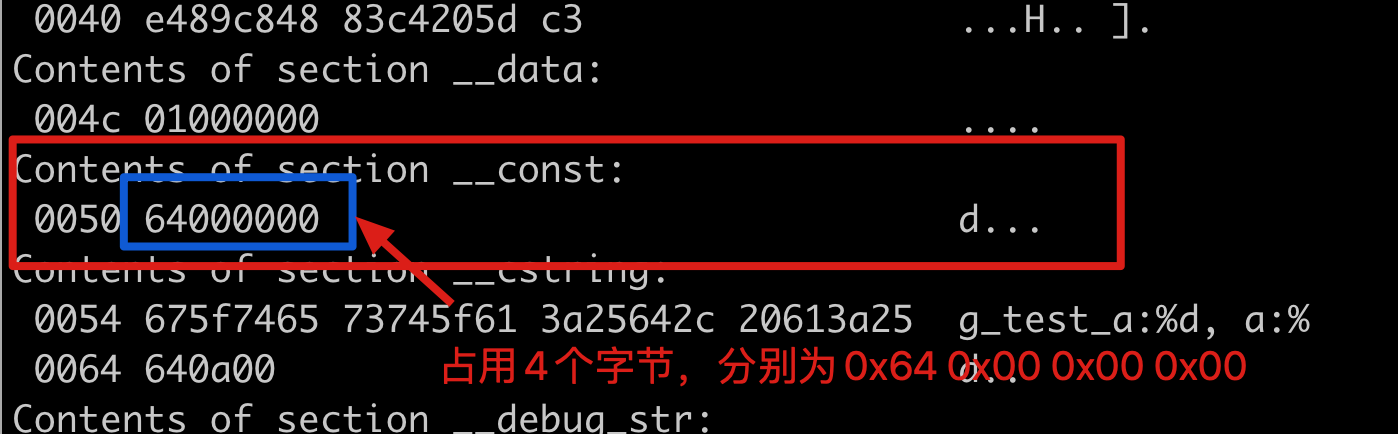 0040 e489c848 83c4205d c3 ...H.. ].
Contents of section __data:
004c 01000000 ....
Contents of section __const:
0050 64000000 d...
Contents of section __cstring:
0054 675f7465 73745f61 3a25642c 20613a25 g_test_a:%d, a:%
0064 640a00 d..
占用4个字节，分别为 0x64 0x00 0x00 0x00
Contents of section __debug_str: